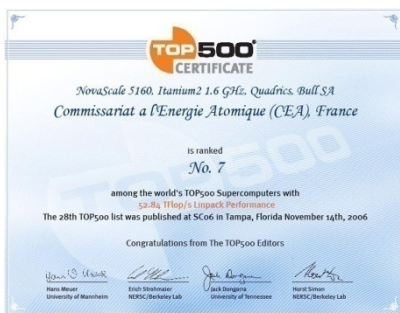 TOP500®
CERTIFICATE
NovaScale 5160, Itanium2 1.6 GHz, Quadrics, Bull SA
Commissariat a l'Energie Atomique (CEA), France
is ranked
No. 7
among the world's TOP500 Supercomputers with
52.84 TFlop/s Linpack Performance
The 28th TOP500 list was published at SC06 in Tampa, Florida November 14th, 2006
Congratulations from The TOP500 Editors
Hans Meuer Erich Strohmaier Jack Dongarra Horst Simon
University of Mannheim NERSC/Berkeley Lab University of Tennessee NERSC/Berkeley Lab